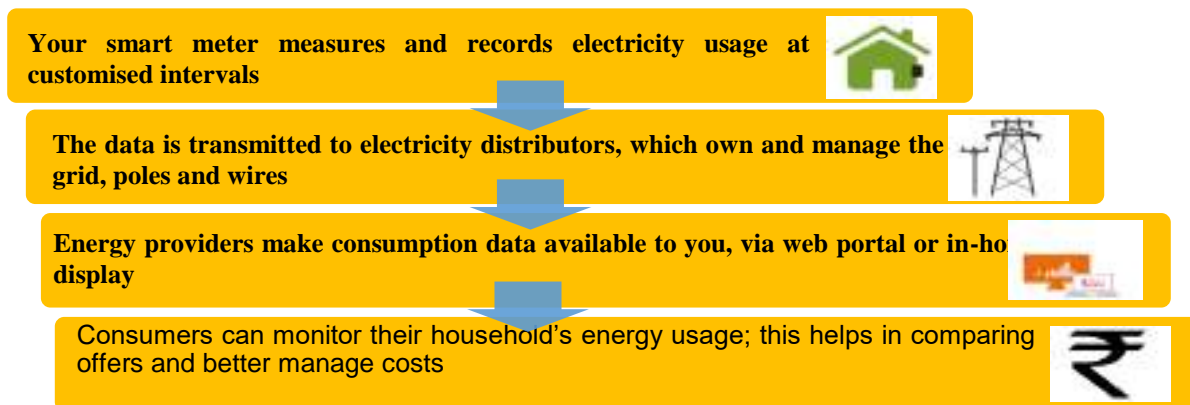 Your smart meter measures and records electricity usage at
customised intervals
The data is transmitted to electricity distributors, which own and manage the
grid, poles and wires
Energy providers make consumption data available to you, via web portal or in-ho
display
Consumers can monitor their household’s energy usage; this helps in comparing
offers and better manage costs
₹